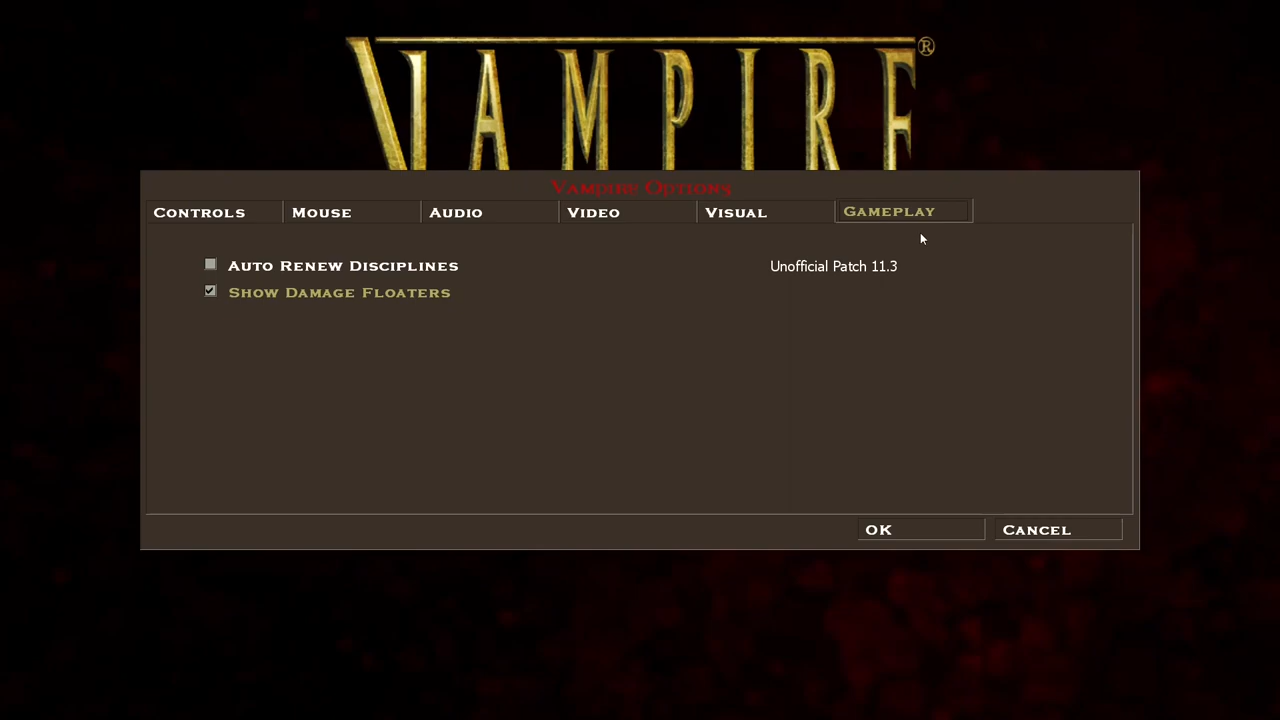 VAMPIRE®
Vampire Options
Controls Mouse Audio Video Visual Gameplay
Auto Renew Disciplines Unofficial Patch 11.3
Show Damage Floaters
OK Cancel